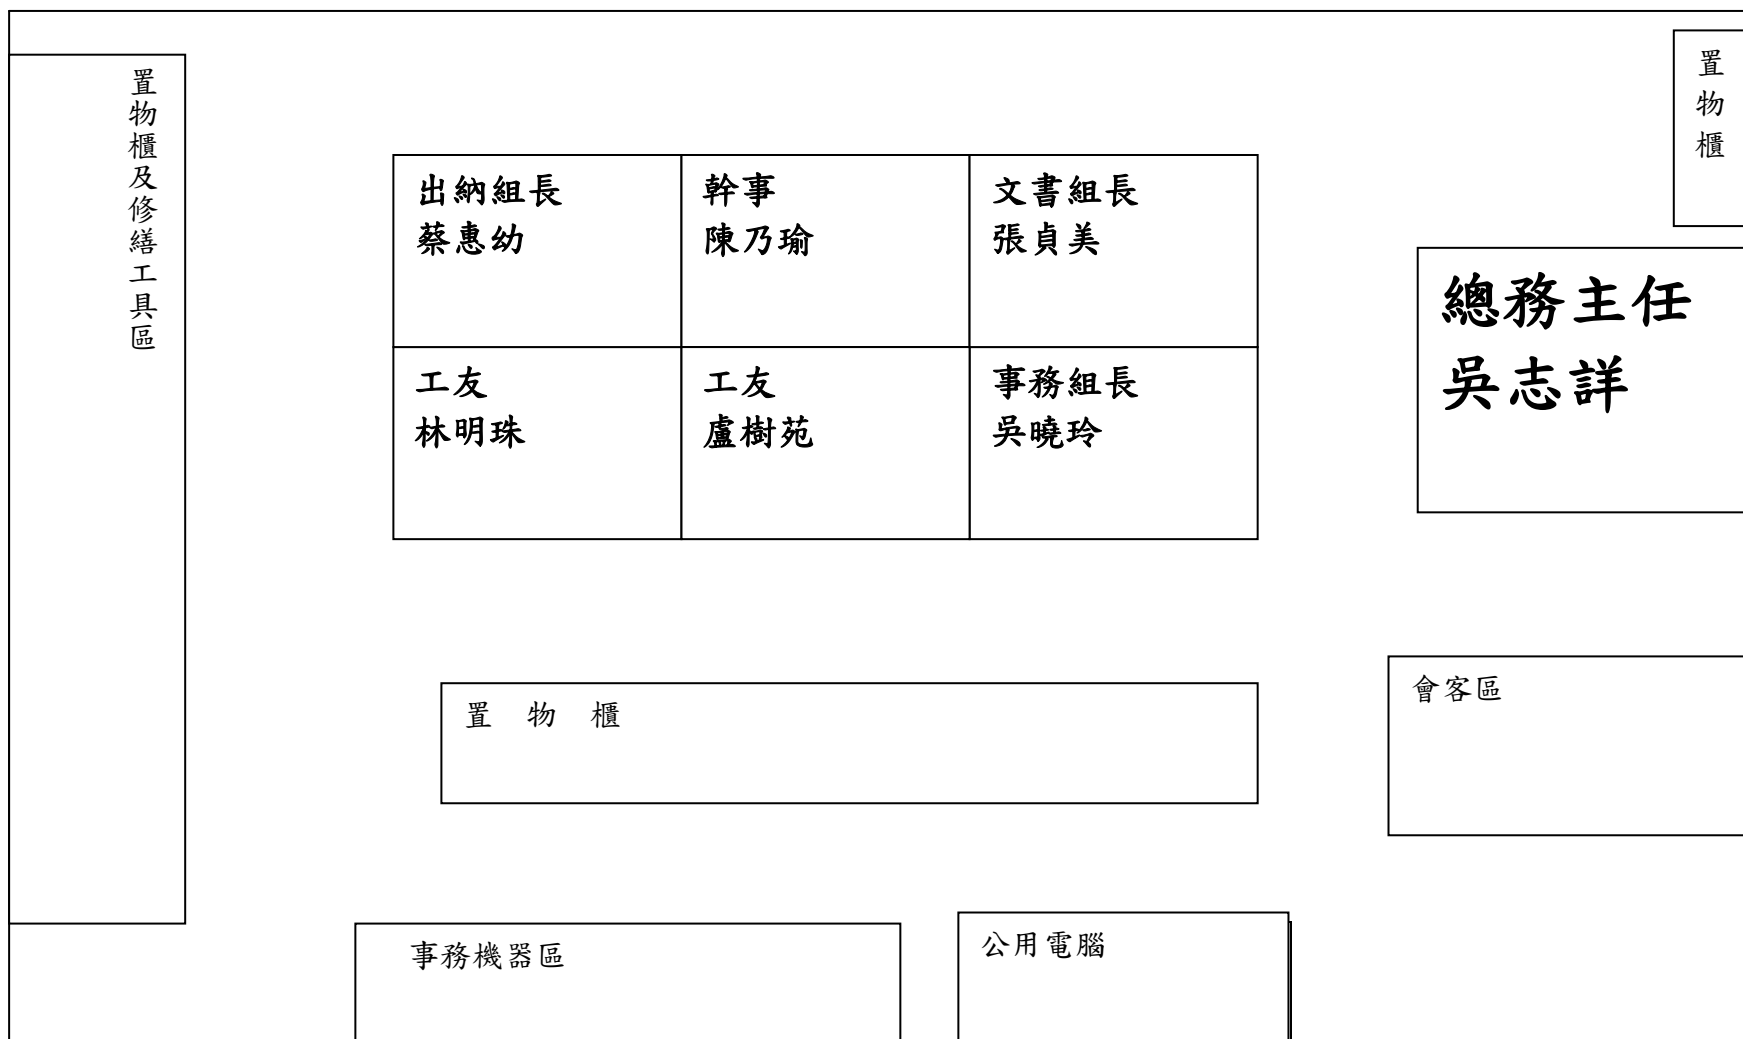 置物櫃及修繕工具區
置物櫃
出納組長
蔡惠幼
幹事
陳乃瑜
文書組長
張貞美
總務主任
吳志詳
工友
林明珠
工友
盧樹苑
事務組長
吳曉玲
置 物 櫃
會客區
事務機器區
公用電腦